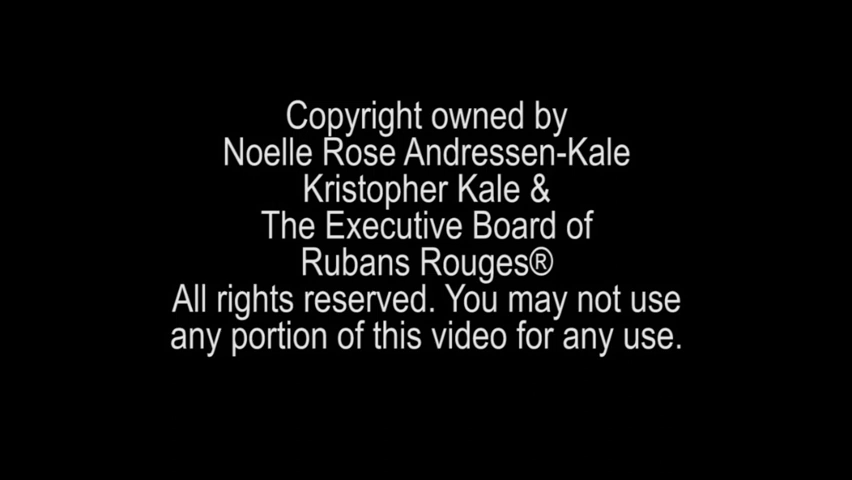 Copyright owned by
Noelle Rose Andressen-Kale
Kristopher Kale &
The Executive Board of
Rubans Rouges®
All rights reserved. You may not use
any portion of this video for any use.